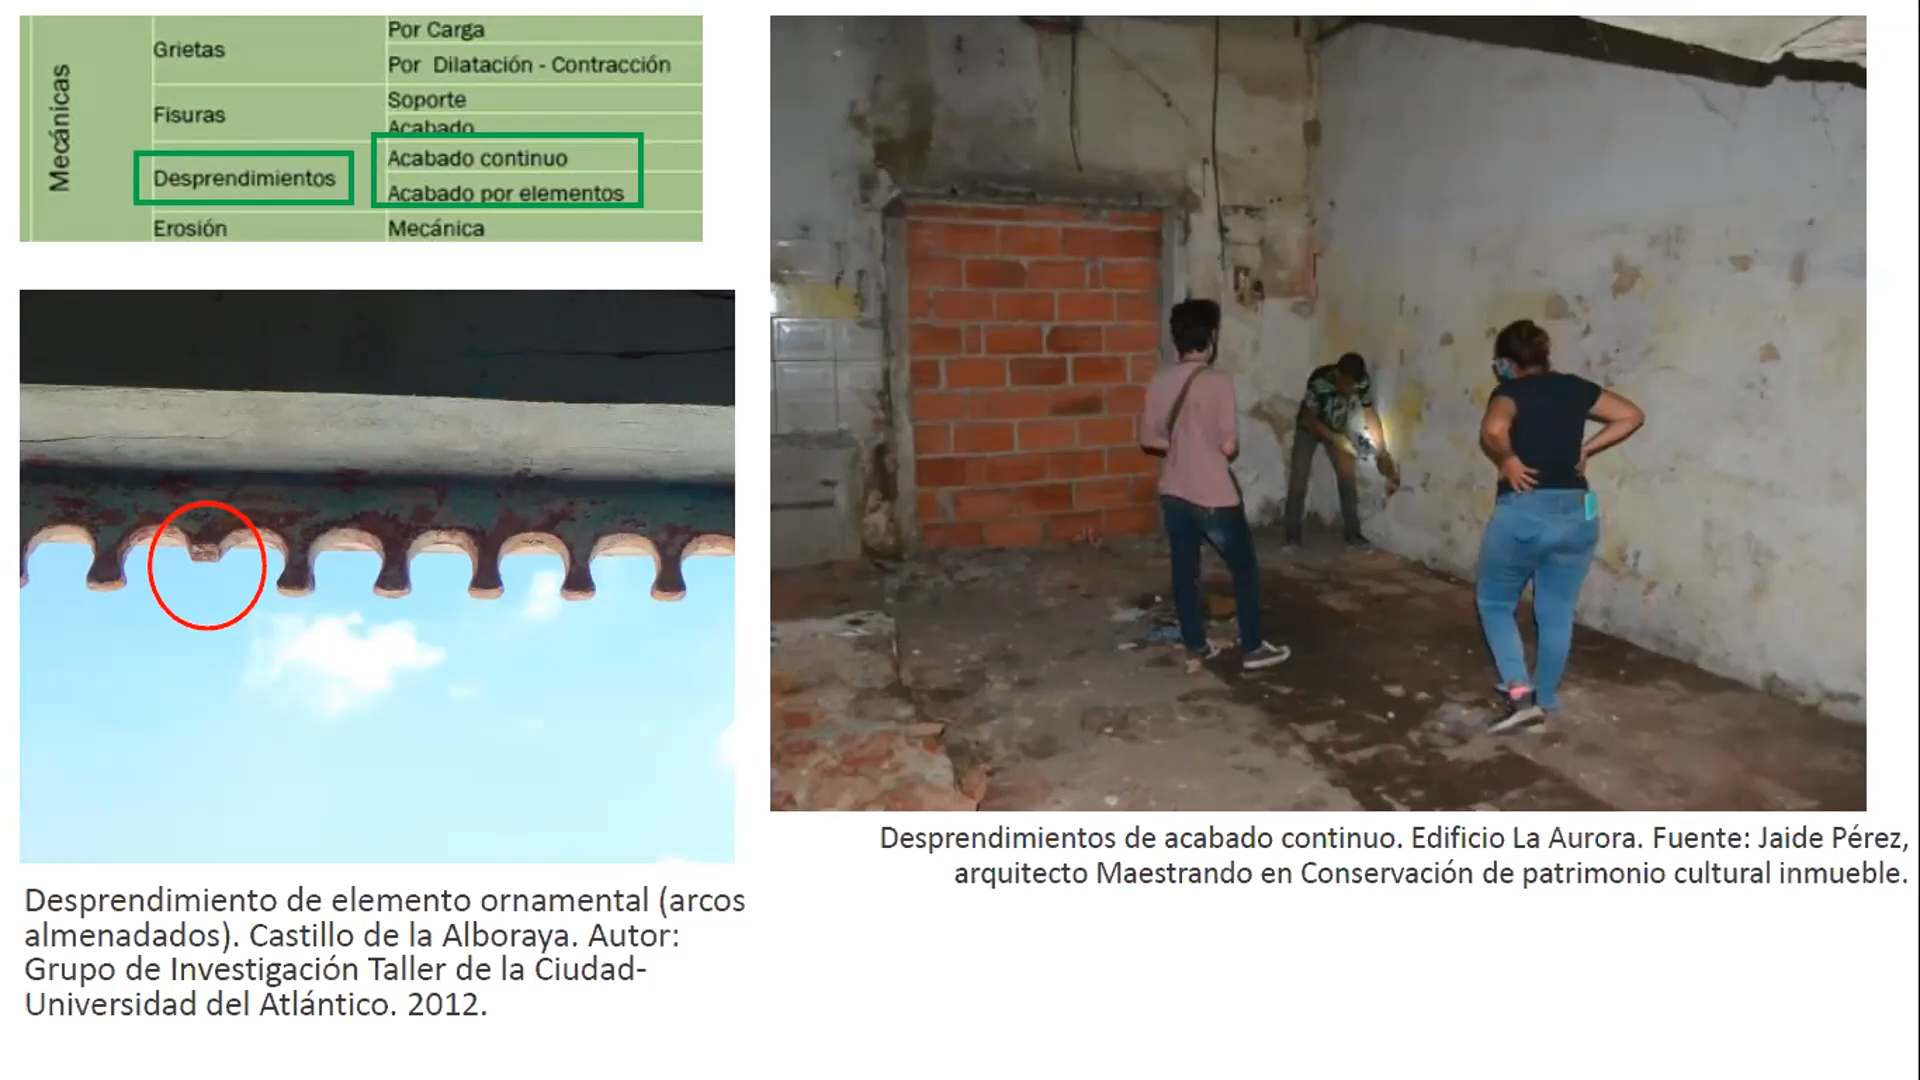 Mecánicas
Grietas
Por Carga
Por Dilatación - Contracción
Fisuras
Soporte
Acabado
Desprendimientos
Acabado continuo
Acabado por elementos
Erosión
Mecánica
Desprendimiento de elemento ornamental (arcos
almenadados). Castillo de la Alboraya. Autor:
Grupo de Investigación Taller de la Ciudad-
Universidad del Atlántico. 2012.
Desprendimientos de acabado continuo. Edificio La Aurora. Fuente: Jaide Pérez,
arquitecto Maestrando en Conservación de patrimonio cultural inmueble.